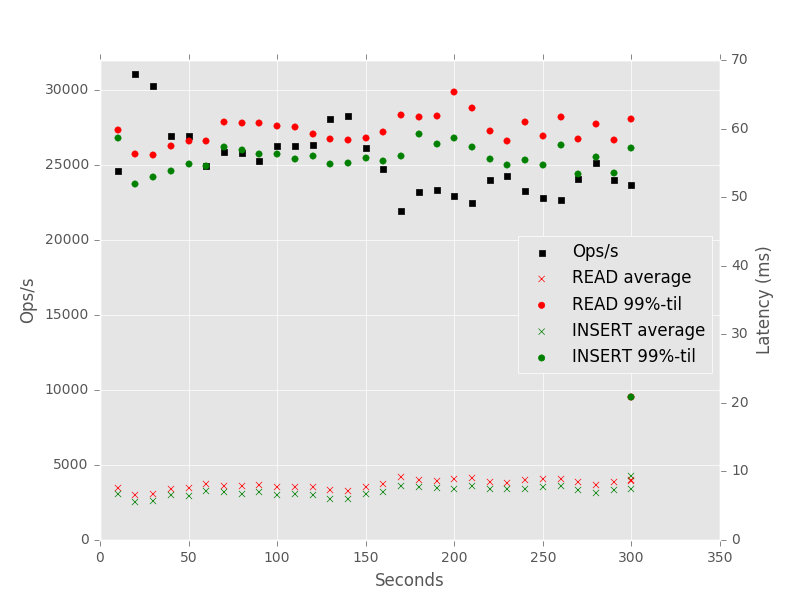 30000
25000
20000
15000
10000
5000
0
Ops/s
70
60
50
40
30
20
10
0
Latency (ms)
Ops/s
READ average
READ 99%-til
INSERT average
INSERT 99%-til
0 50 100 150 200 250 300 350
Seconds